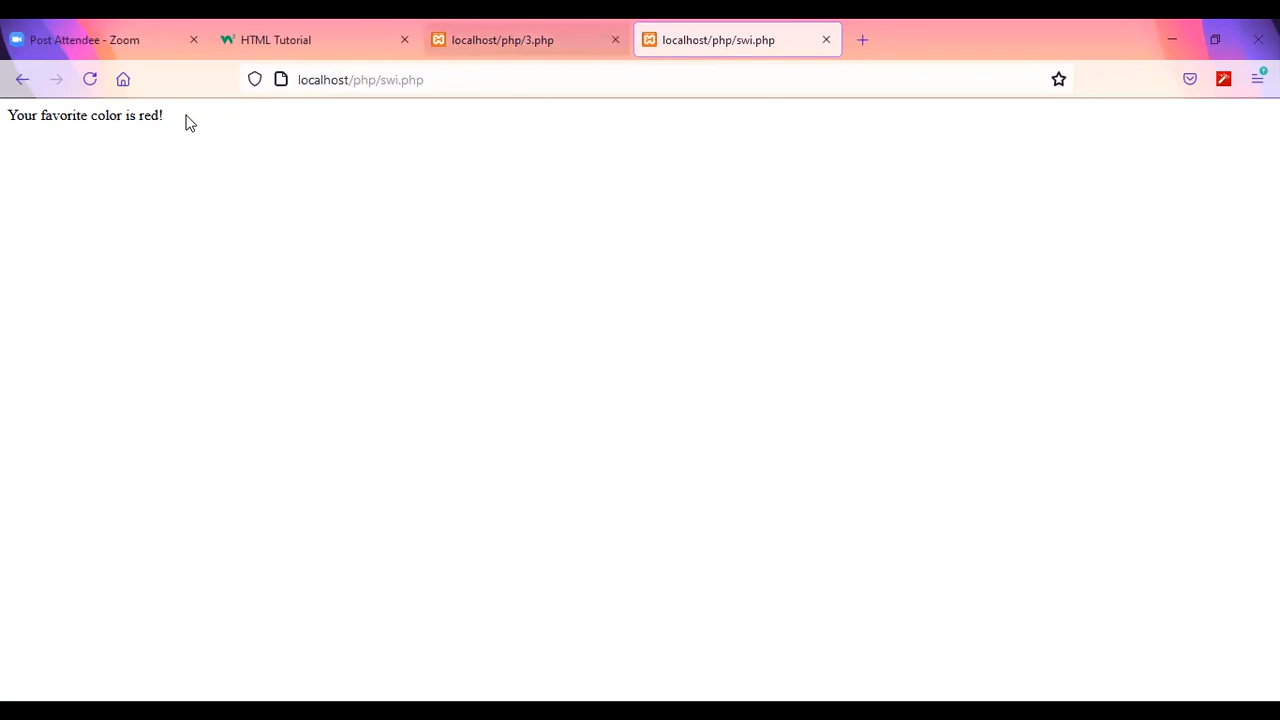 Post Attendee - Zoom
HTML Tutorial
localhost/php/3.php
localhost/php/swi.php
localhost/php/swi.php
Your favorite color is red!